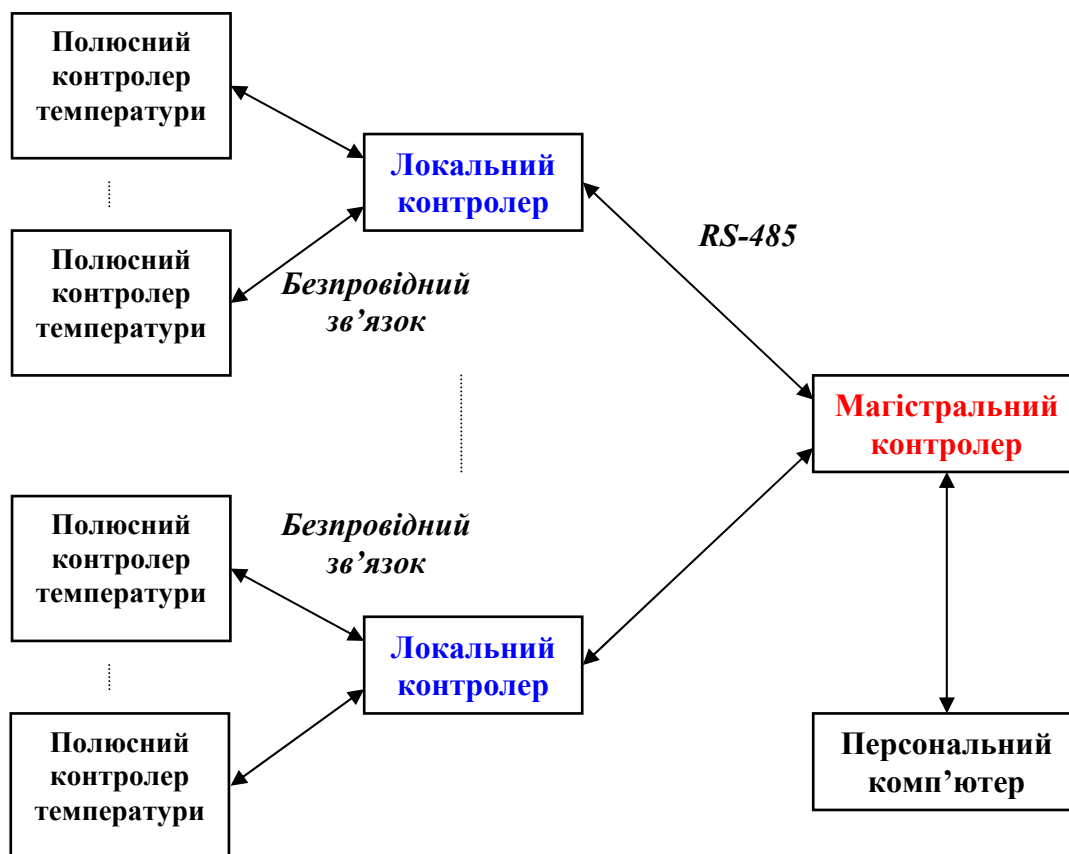 Полюсний
контролер
температури
Локальний
контролер
RS-485
Полюсний
контролер
температури
Безпровідний
зв’язок
Магістральний
контролер
Полюсний
контролер
температури
Безпровідний
зв’язок
Локальний
контролер
Полюсний
контролер
температури
Персональний
комп’ютер